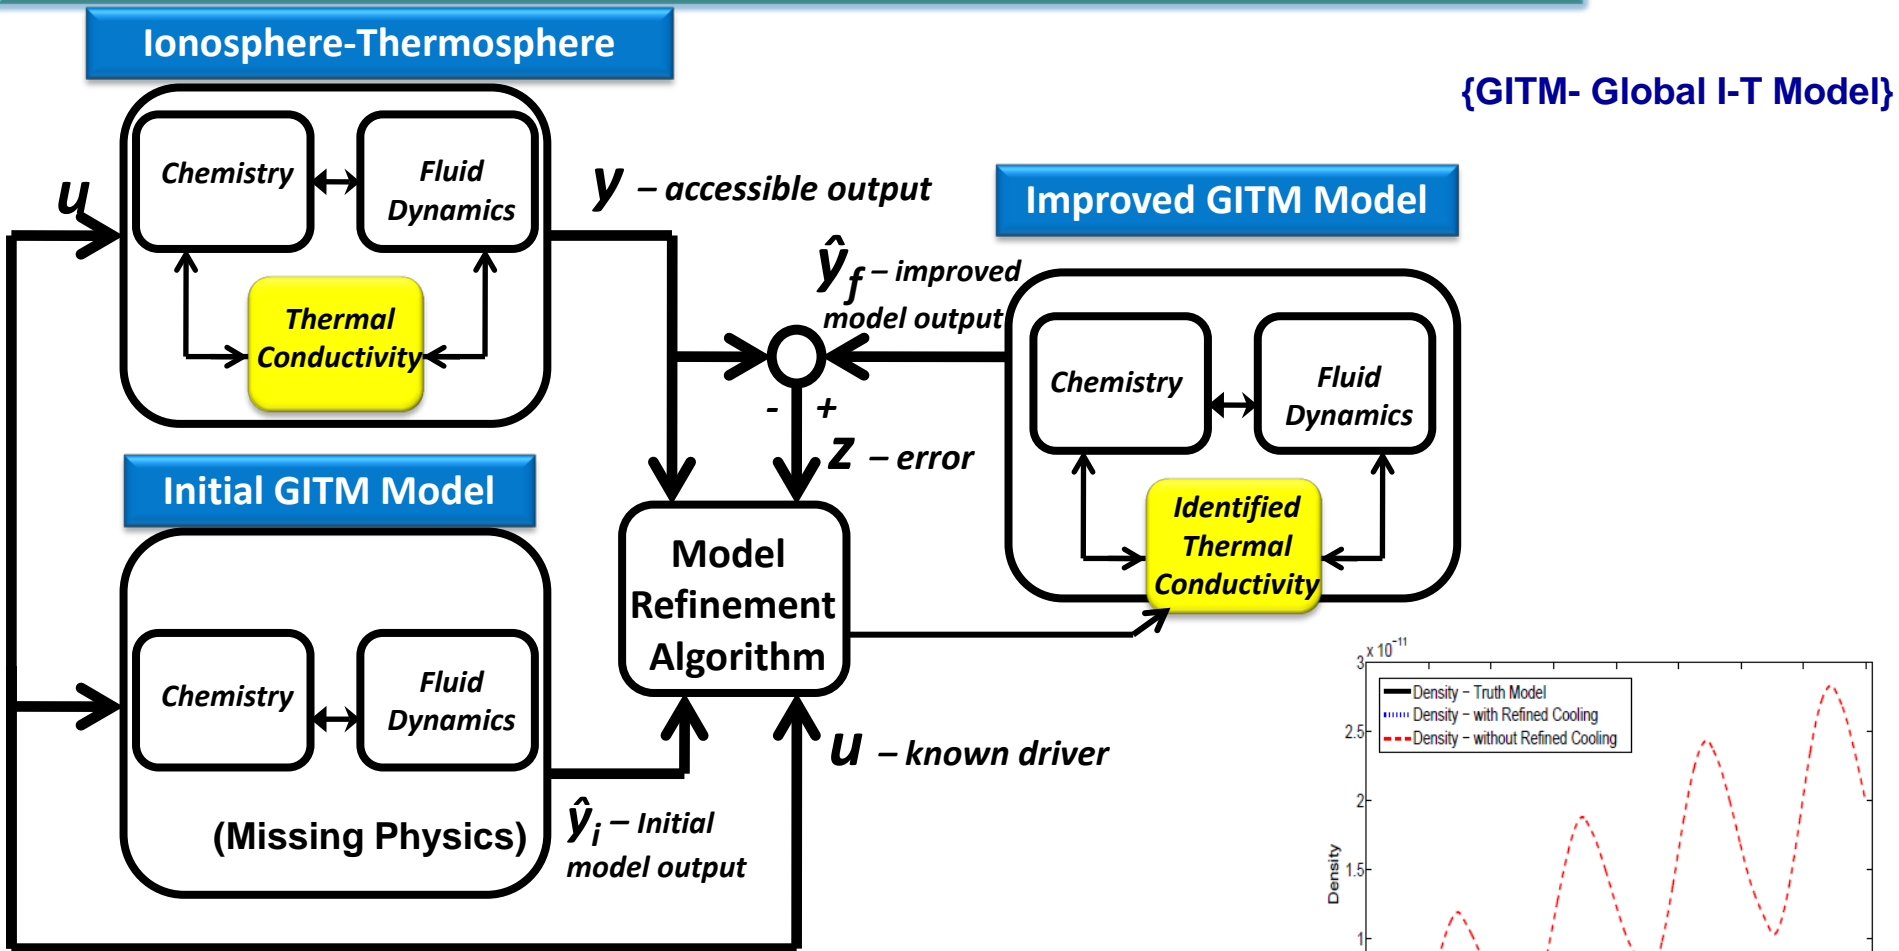 Ionosphere-Thermosphere
{GITM- Global I-T Model}
u
Chemistry
Fluid
Dynamics
Thermal
Conductivity
y – accessible output
Improved GITM Model
ŷf – improved
model output
Chemistry
Fluid
Dynamics
Identified
Thermal
Conductivity
- +
z – error
Initial GITM Model
Chemistry
Fluid
Dynamics
(Missing Physics)
Model
Refinement
Algorithm
ŷi – Initial
model output
u – known driver
x 10⁻¹¹
3
Density – Truth Model
Density – with Refined Cooling
Density – without Refined Cooling
2.5
2
1.5
1
Density